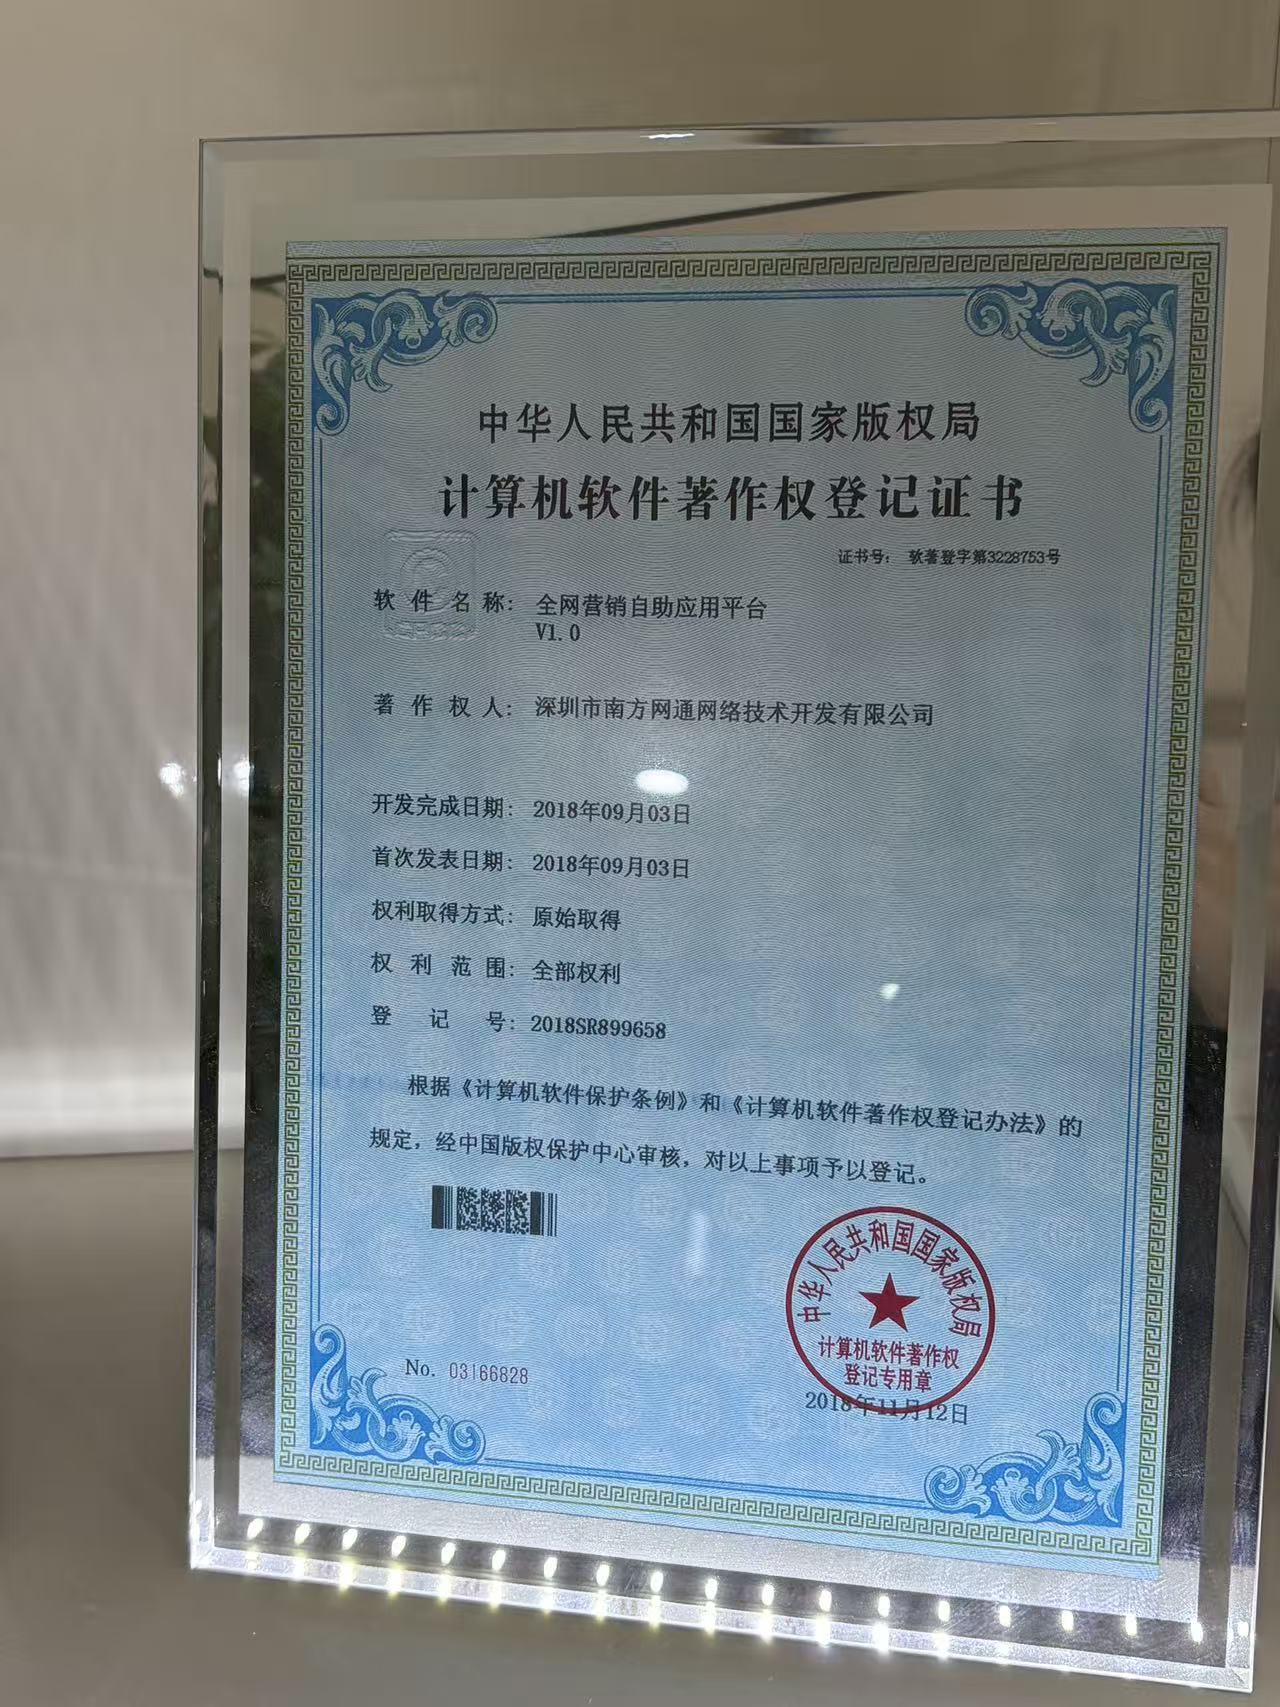 中华人民共和国国家版权局
计算机软件著作权登记证书
证书号： 软著登字第3228753号
软件名称： 全网营销自助应用平台
V1.0
著作权人： 深圳市南方网通网络技术开发有限公司
开发完成日期： 2018年09月03日
首次发表日期： 2018年09月03日
权利取得方式： 原始取得
权利范围： 全部权利
登记号： 2018SR899658
根据《计算机软件保护条例》和《计算机软件著作权登记办法》的
规定，经中国版权保护中心审核，对以上事项予以登记。
中华人民共和国国家版权局
计算机软件著作权
登记专用章
No. 03166828
2018年11月12日